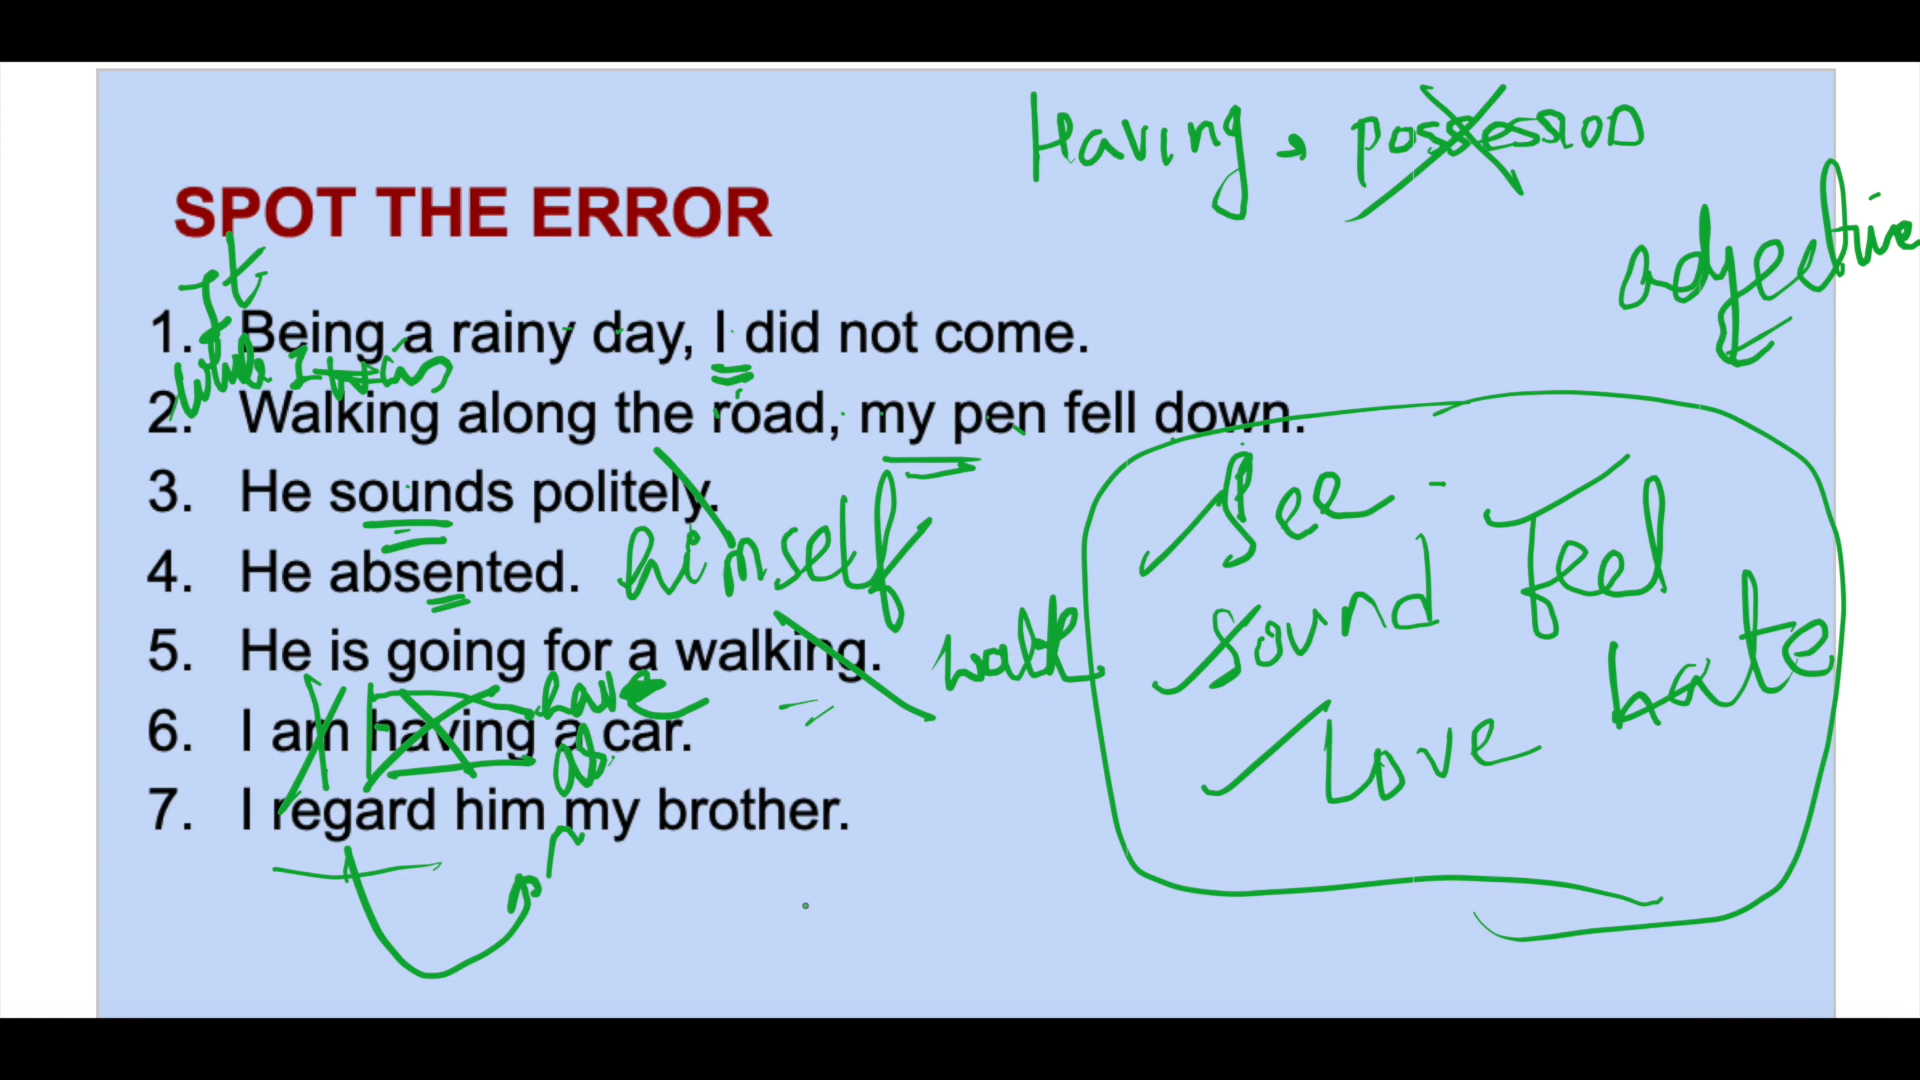 Having → possession
adjective
SPOT THE ERROR
It
1. Being a rainy day, I did not come.
while I was
2. Walking along the road, my pen fell down.
3. He sounds politely.
4. He absented. himself
5. He is going for a walking. walk
have
6. I am having a car.
as
7. I regard him my brother.
See - Feel
Sound hate
Love